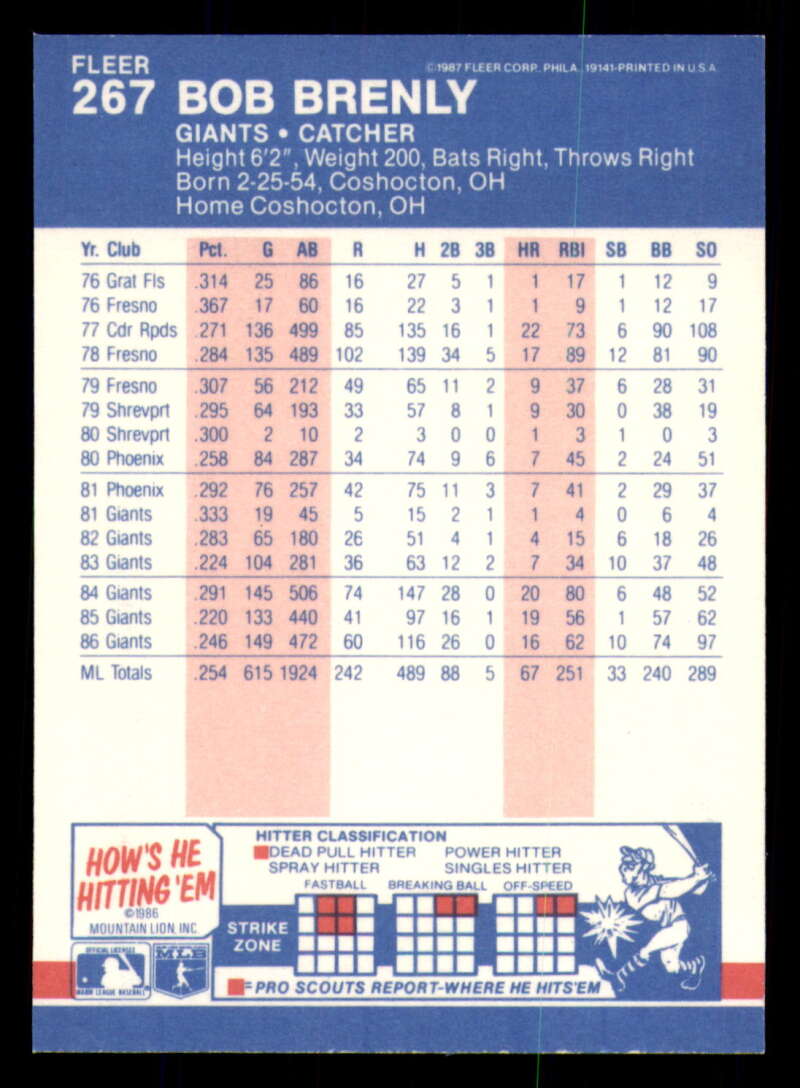 FLEER
©1987 FLEER CORP. PHILA. 19141-PRINTED IN U.S.A.
267 BOB BRENLY
GIANTS • CATCHER
Height 6'2", Weight 200, Bats Right, Throws Right
Born 2-25-54, Coshocton, OH
Home Coshocton, OH
Yr. Club Pct. G AB R H 2B 3B HR RBI SB BB SO
76 Grat Fls .314 25 86 16 27 5 1 1 17 1 12 9
76 Fresno .367 17 60 16 22 3 1 1 9 1 12 17
77 Cdr Rpds .271 136 499 85 135 16 1 22 73 6 90 108
78 Fresno .284 135 489 102 139 34 5 17 89 12 81 90
79 Fresno .307 56 212 49 65 11 2 9 37 6 28 31
79 Shrevprt .295 64 193 33 57 8 1 9 30 0 38 19
80 Shrevprt .300 2 10 2 3 0 0 1 3 1 0 3
80 Phoenix .258 84 287 34 74 9 6 7 45 2 24 51
81 Phoenix .292 76 257 42 75 11 3 7 41 2 29 37
81 Giants .333 19 45 5 15 2 1 1 4 0 6 4
82 Giants .283 65 180 26 51 4 1 4 15 6 18 26
83 Giants .224 104 281 36 63 12 2 7 34 10 37 48
84 Giants .291 145 506 74 147 28 0 20 80 6 48 52
85 Giants .220 133 440 41 97 16 1 19 56 1 57 62
86 Giants .246 149 472 60 116 26 0 16 62 10 74 97
ML Totals .254 615 1924 242 489 88 5 67 251 33 240 289
HOW'S HE
HITTING 'EM
©1986
MOUNTAIN LION, INC.
OFFICIAL LICENSEE
MAJOR LEAGUE BASEBALL
MLB
HITTER CLASSIFICATION
DEAD PULL HITTER POWER HITTER
SPRAY HITTER SINGLES HITTER
FASTBALL BREAKING BALL OFF-SPEED
STRIKE
ZONE
=PRO SCOUTS REPORT-WHERE HE HITS'EM